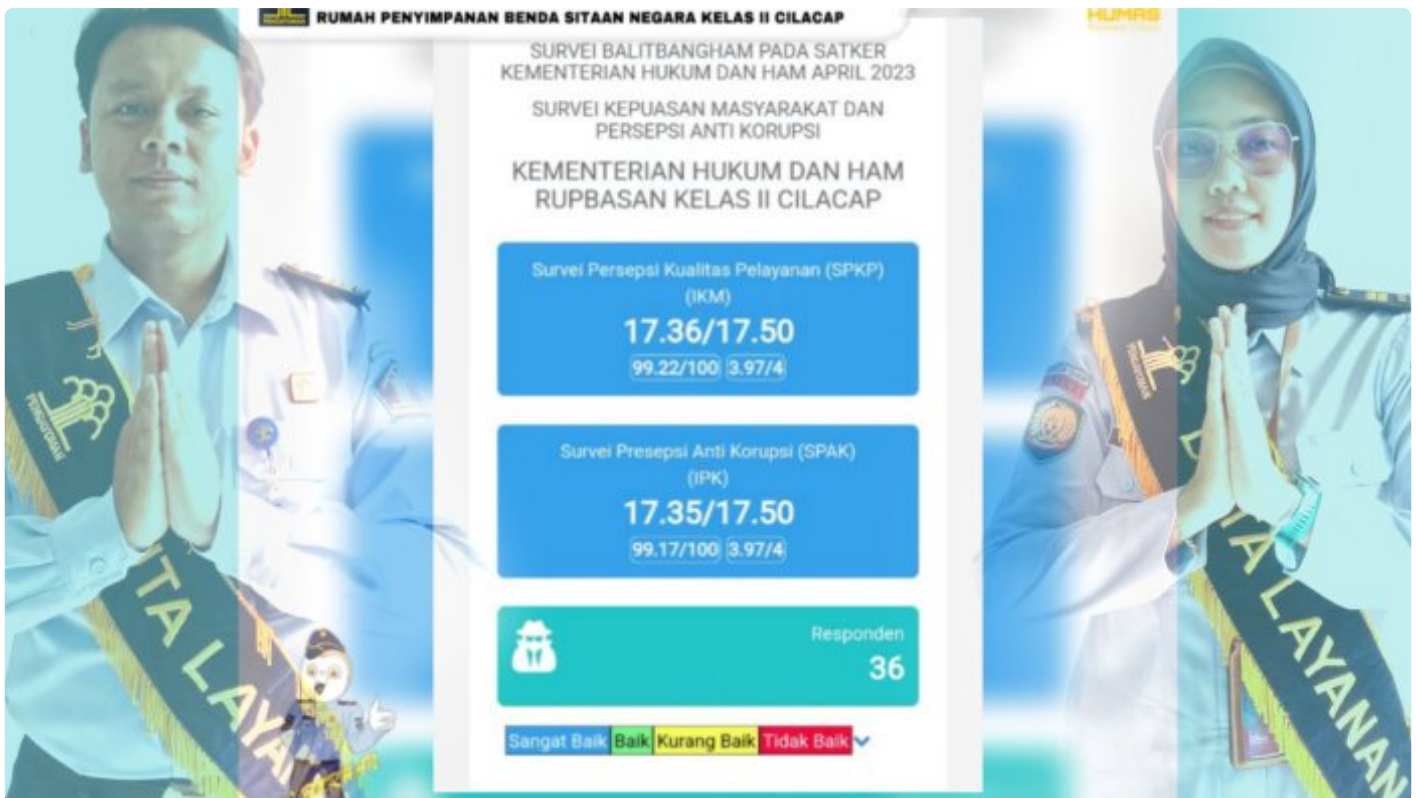 RUMAH PENYIMPANAN BENDA SITAAN NEGARA KELAS II CILACAP
HUMAS
SURVEI BALITBANGHAM PADA SATKER
KEMENTERIAN HUKUM DAN HAM APRIL 2023
SURVEI KEPUASAN MASYARAKAT DAN
PERSEPSI ANTI KORUPSI
KEMENTERIAN HUKUM DAN HAM
RUPBASAN KELAS II CILACAP
Survei Persepsi Kualitas Pelayanan (SPKP)
(IKM)
17.36/17.50
99.22/100 3.97/4
Survei Presepsi Anti Korupsi (SPAK)
(IPK)
17.35/17.50
99.17/100 3.97/4
Responden
36
Sangat Baik Baik Kurang Baik Tidak Baik
PENGAYOMAN
TA LAYAN
PENGAYOMAN
TA LAYANAN